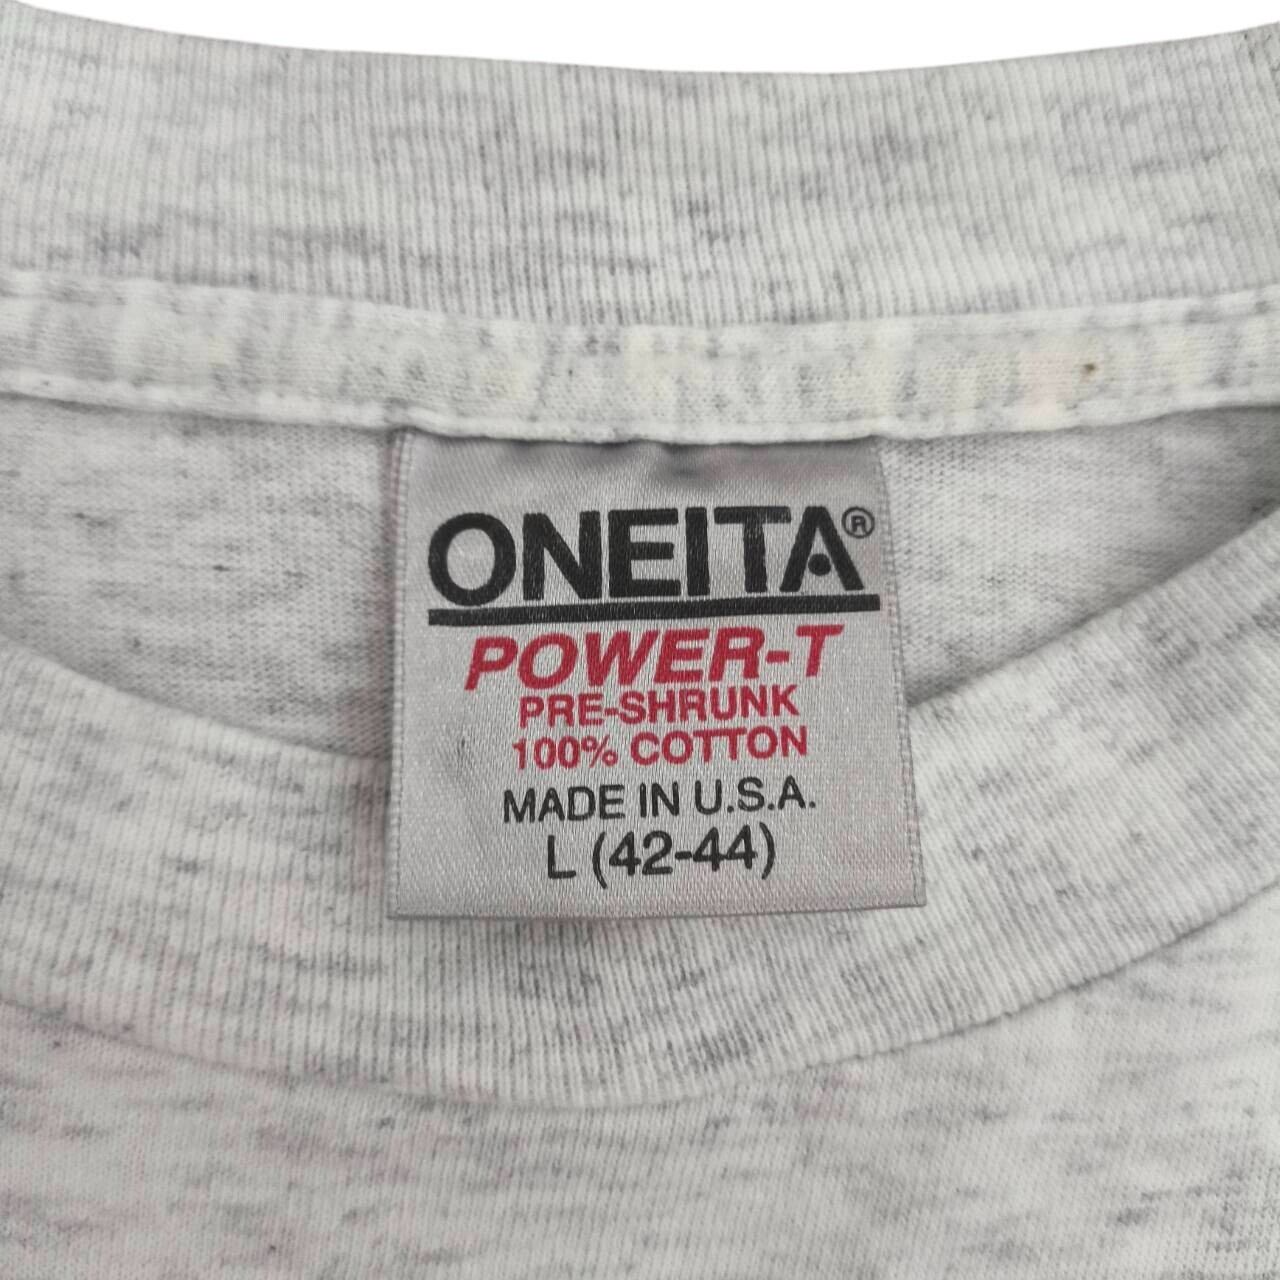 ONEITA®
POWER-T
PRE-SHRUNK
100% COTTON
MADE IN U.S.A.
L (42-44)